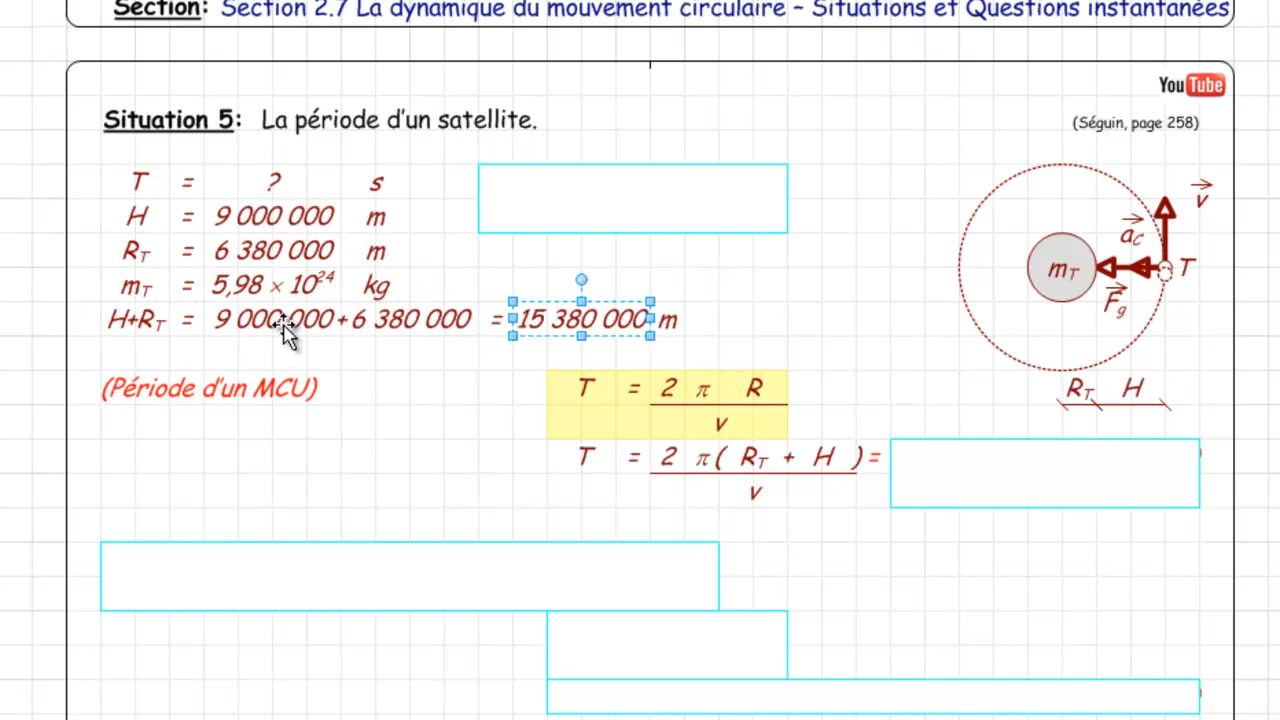 Section: Section 2.7 La dynamique du mouvement circulaire – Situations et Questions instantanées
YouTube
Situation 5: La période d'un satellite.
(Séguin, page 258)
T = ? s
H = 9 000 000 m
R_T = 6 380 000 m
m_T = 5,98 × 10^24 kg
H+R_T = 9 000 000 + 6 380 000 = 15 380 000 m
v
a_C
m_T
T
F_g
R_T H
(Période d'un MCU)
T = 2 π R
v
T = 2 π ( R_T + H ) =
v